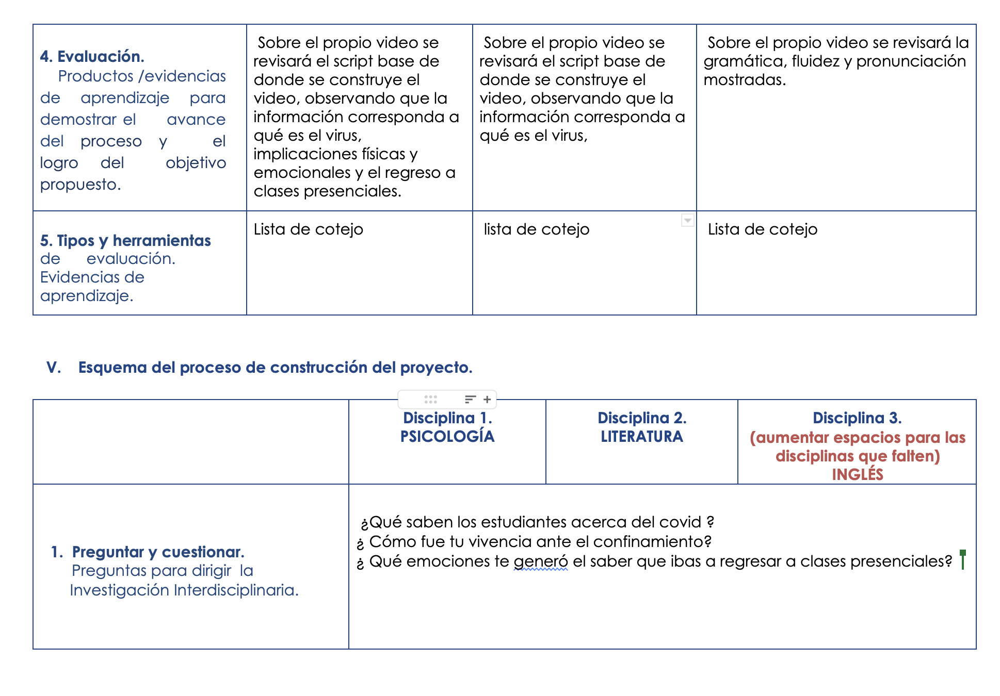 4. Evaluación.
Productos /evidencias
de aprendizaje para
demostrar el avance
del proceso y el
logro del objetivo
propuesto.
Sobre el propio video se
revisará el script base de
donde se construye el
video, observando que la
información corresponda a
qué es el virus,
implicaciones físicas y
emocionales y el regreso a
clases presenciales.
Sobre el propio video se
revisará el script base de
donde se construye el
video, observando que la
información corresponda a
qué es el virus,
Sobre el propio video se revisará la
gramática, fluidez y pronunciación
mostradas.
5. Tipos y herramientas
de evaluación.
Evidencias de
aprendizaje.
Lista de cotejo
lista de cotejo
Lista de cotejo
V. Esquema del proceso de construcción del proyecto.
Disciplina 1.
PSICOLOGÍA
Disciplina 2.
LITERATURA
Disciplina 3.
(aumentar espacios para las
disciplinas que falten)
INGLÉS
1. Preguntar y cuestionar.
Preguntas para dirigir la
Investigación Interdisciplinaria.
¿Qué saben los estudiantes acerca del covid ?
¿ Cómo fue tu vivencia ante el confinamiento?
¿ Qué emociones te generó el saber que ibas a regresar a clases presenciales?